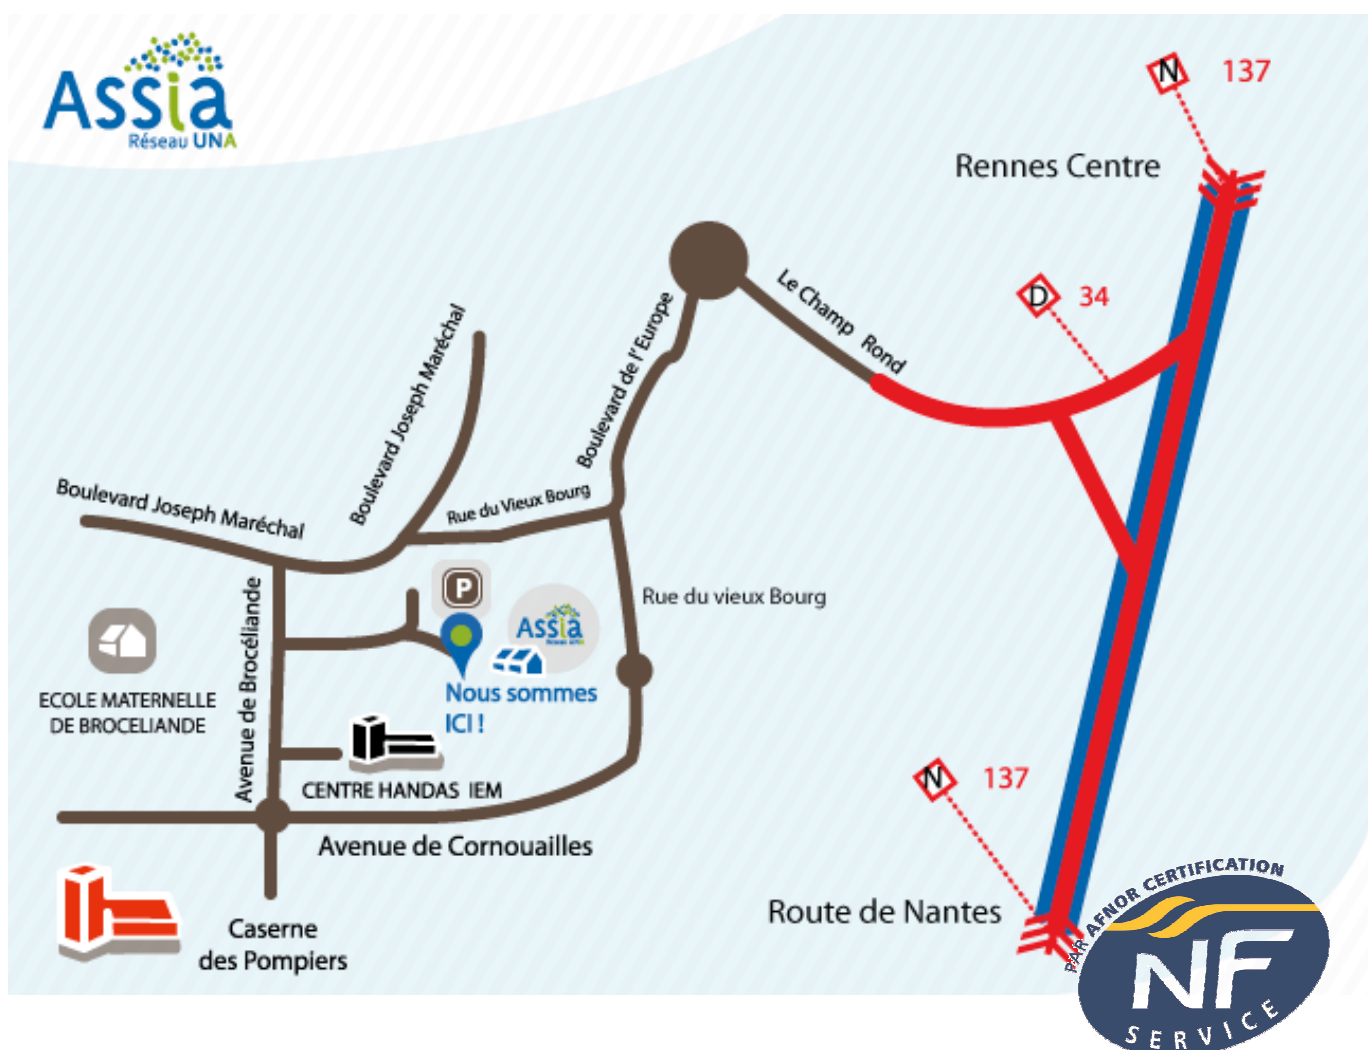 Assia
Réseau UNA
N 137
Rennes Centre
D 34
Le Champ Rond
Boulevard de l'Europe
Boulevard Joseph Maréchal
Boulevard Joseph Maréchal
Rue du Vieux Bourg
P
Rue du vieux Bourg
Assia
Réseau UNA
Avenue de Brocéliande
ECOLE MATERNELLE
DE BROCELIANDE
Nous sommes
ICI !
CENTRE HANDAS IEM
N 137
Avenue de Cornouailles
Route de Nantes
Caserne
des Pompiers
PAR AFNOR CERTIFICATION
NF
SERVICE